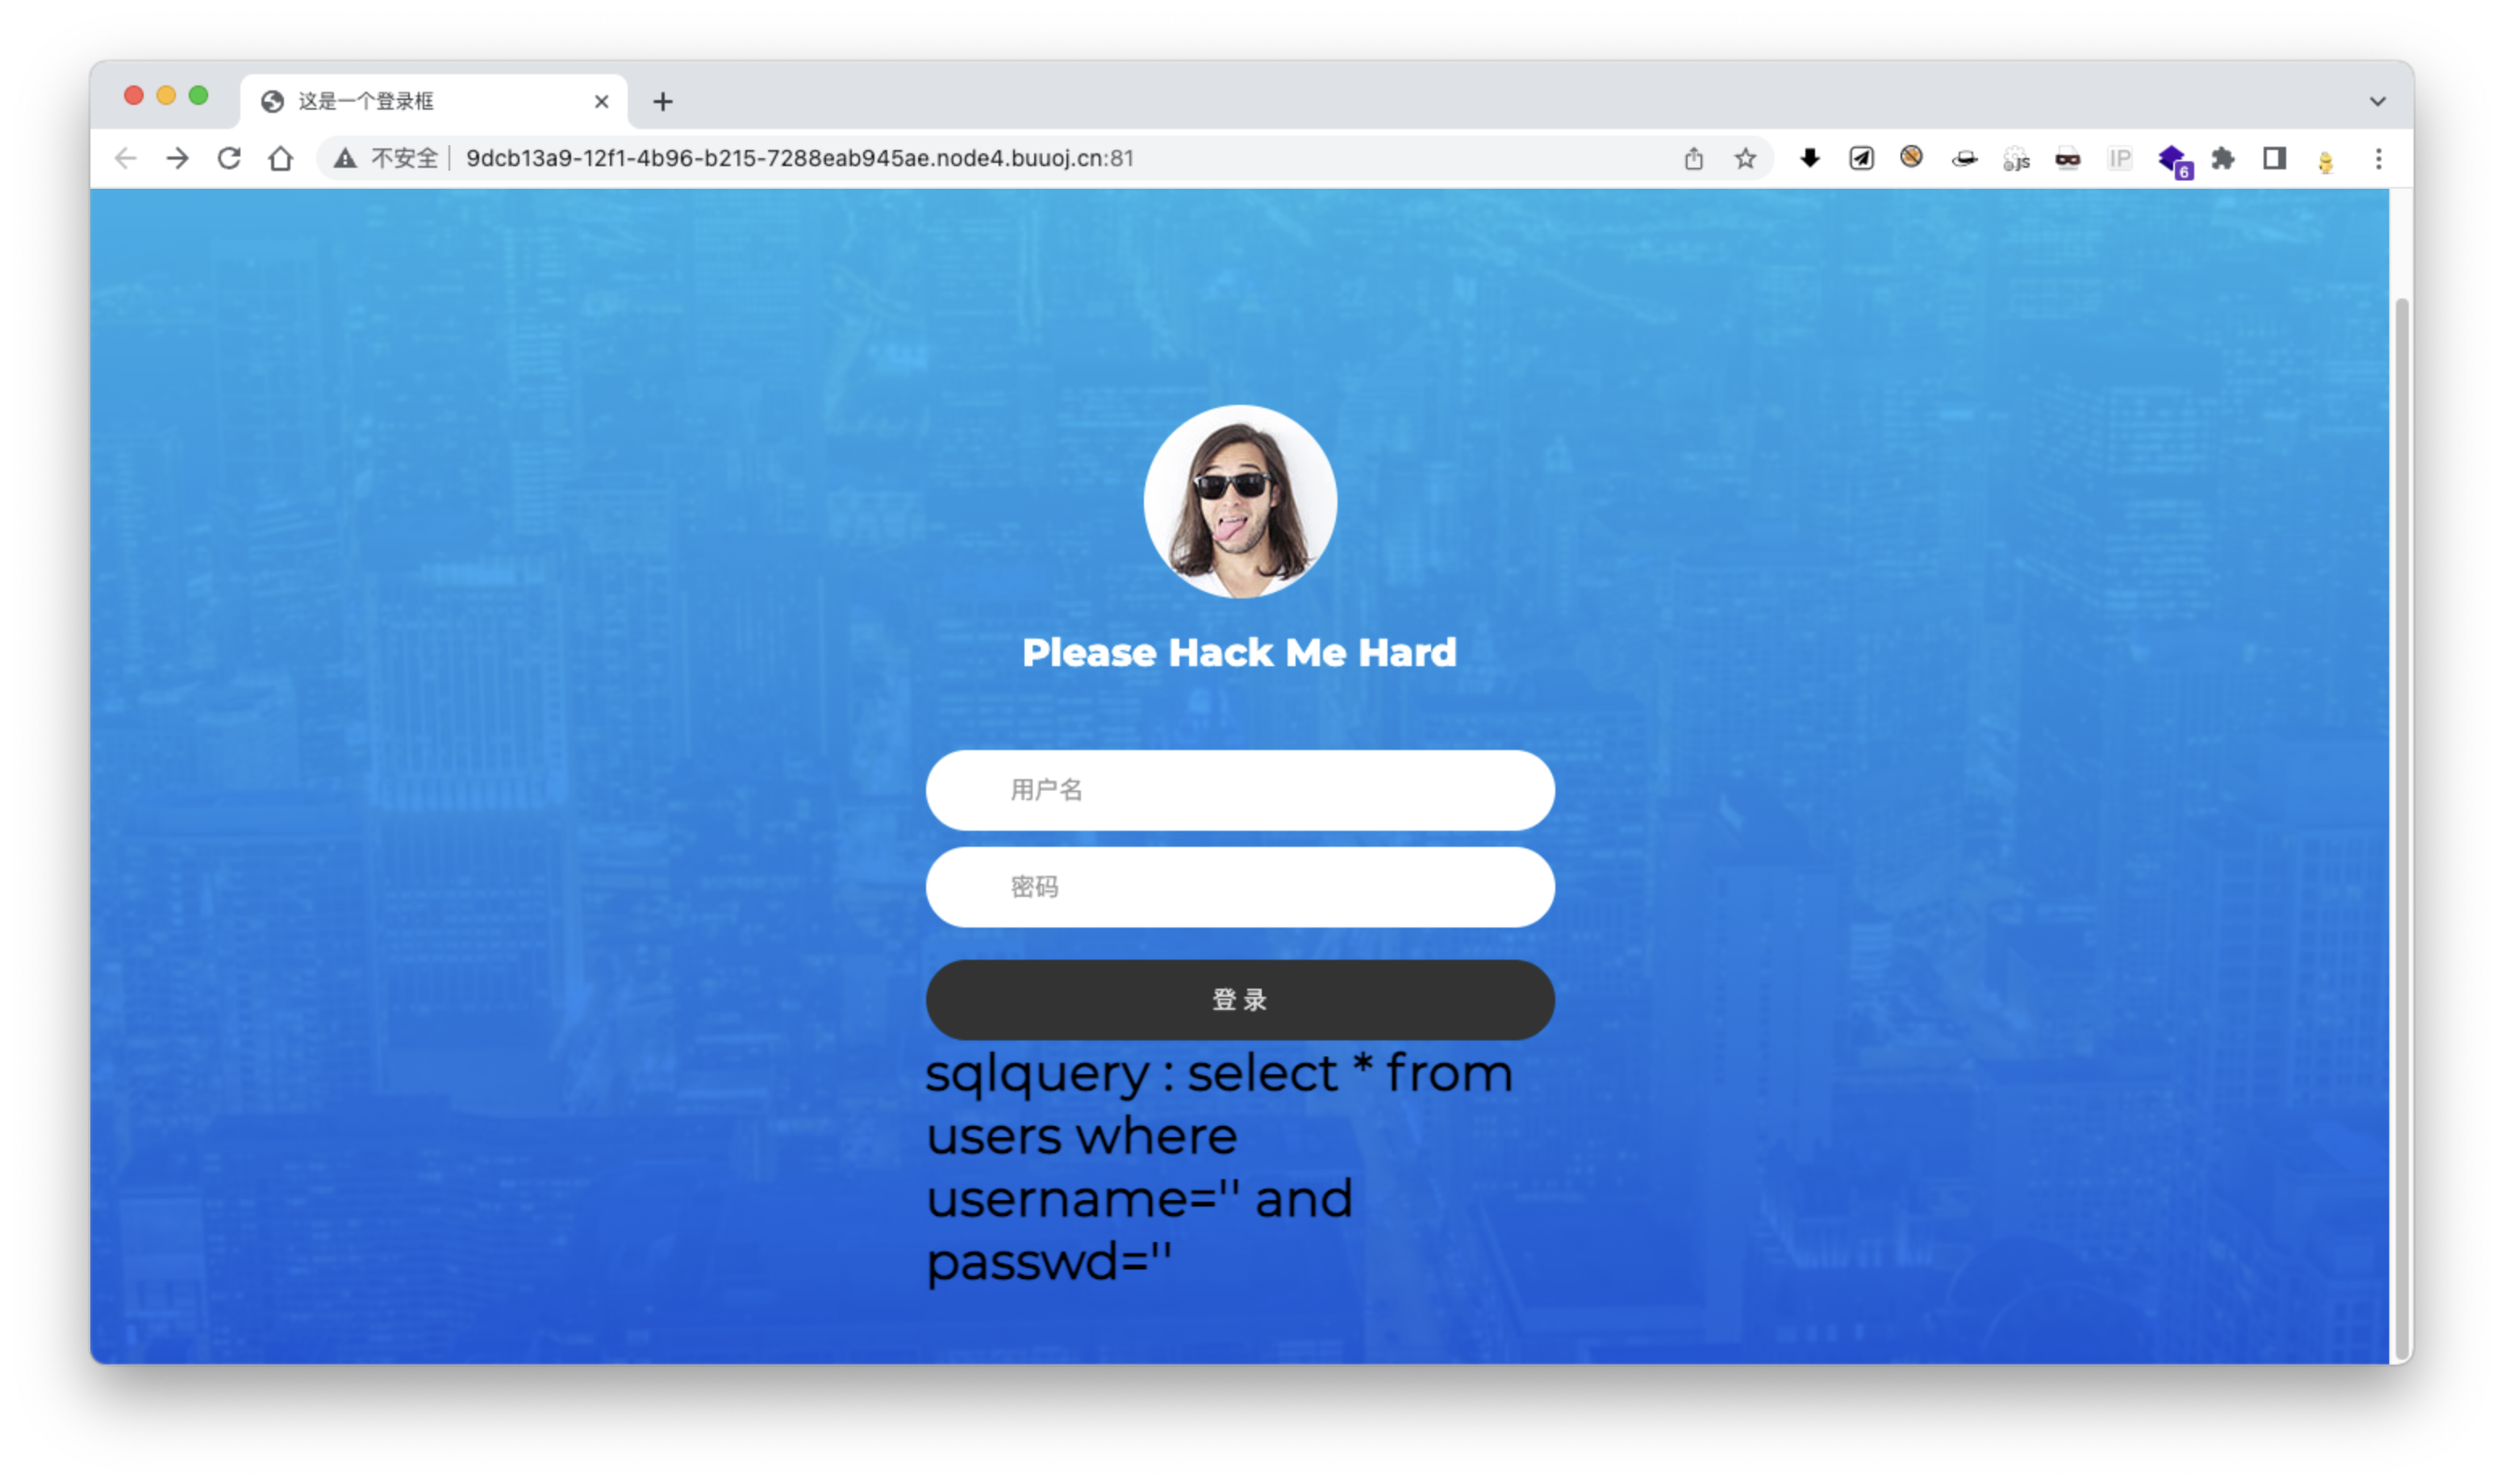 这是一个登录框
不安全 9dcb13a9-12f1-4b96-b215-7288eab945ae.node4.buuoj.cn:81
JS
IP
6
Please Hack Me Hard
用户名
密码
登 录
sqlquery : select * from
users where
username='' and
passwd=''